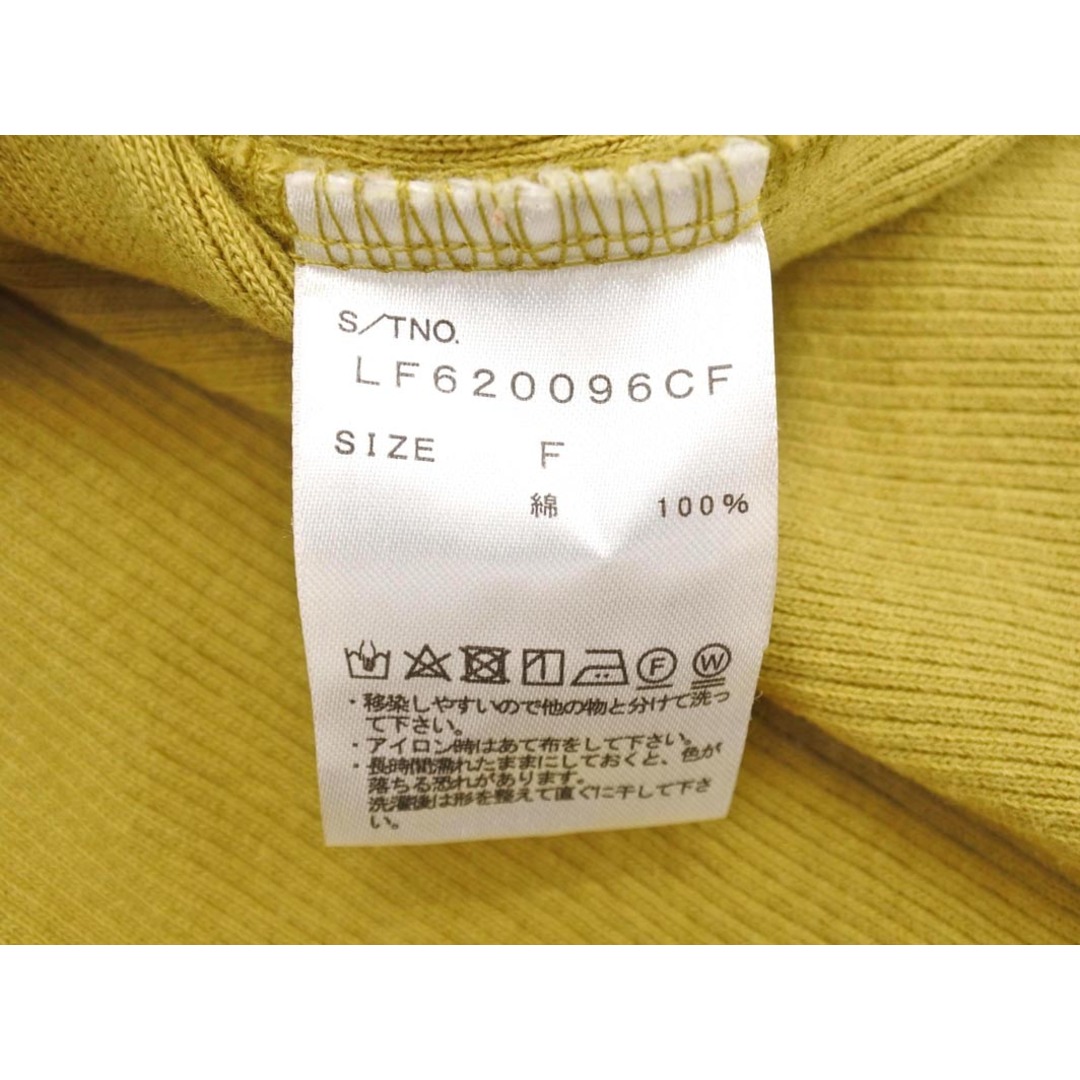 S/TNO.
LF620096CF
SIZE F
綿 100%
F W
・移染しやすいので他の物と分けて洗っ
て下さい。
・アイロン時はあて布をして下さい。
・長時間濡れたままにしておくと、色が
落ちる恐れがあります。
洗濯後は形を整えて直ぐに干して下さ
い。